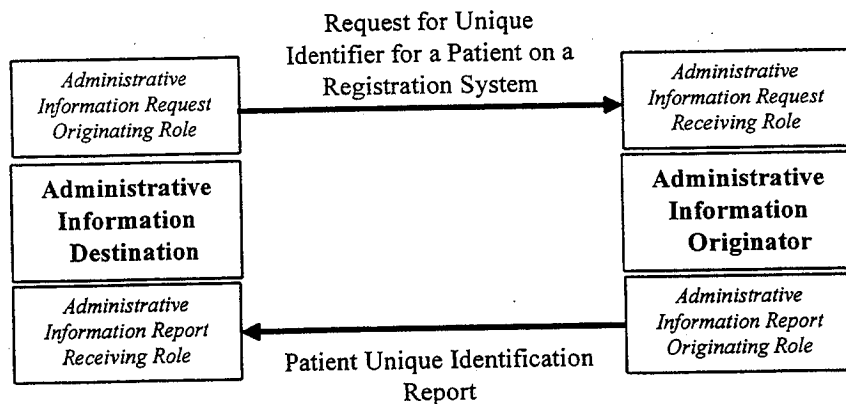 Request for Unique
Identifier for a Patient on a
Registration System
Administrative
Information Request
Originating Role
Administrative
Information Request
Receiving Role
Administrative
Information
Destination
Administrative
Information
Originator
Administrative
Information Report
Receiving Role
Administrative
Information Report
Originating Role
Patient Unique Identification
Report